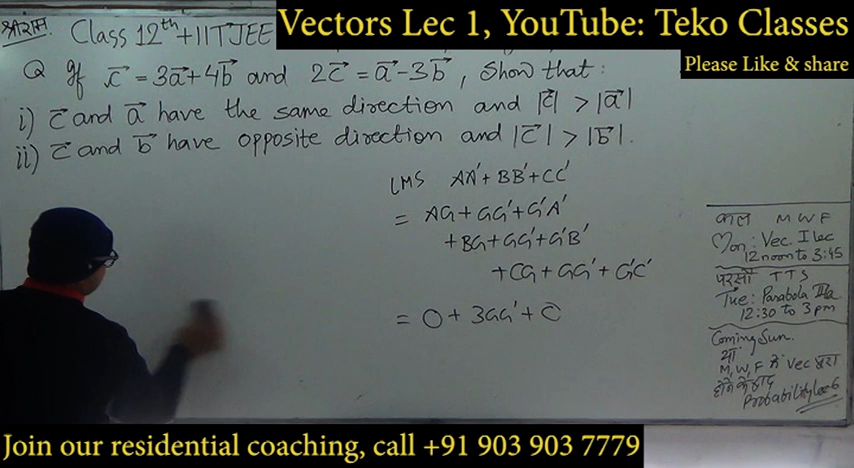 Vectors Lec 1, YouTube: Teko Classes
Please Like & share
श्रीराम Class 12th + IITJEE
Q If c⃗ = 3a⃗ + 4b⃗ and 2c⃗ = a⃗ - 3b⃗, Show that :
i) c⃗ and a⃗ have the same direction and |c⃗| > |a⃗|
ii) c⃗ and b⃗ have opposite direction and |c⃗| > |b⃗|.
LMS AA' + BB' + CC'
= AG + GG' + G'A'
+ BG + GG' + G'B'
+ CG + GG' + G'C'
= 0 + 3GG' + 0
काल M W F
Mon : Vec. I lec
12 noon to 3:45
परसों T T S
Tue: Parabola
12:30 to 3 pm
Coming Sun.
या
M, W, F में Vec
होने के बाद
Probability Lec 6
Join our residential coaching, call +91 903 903 7779